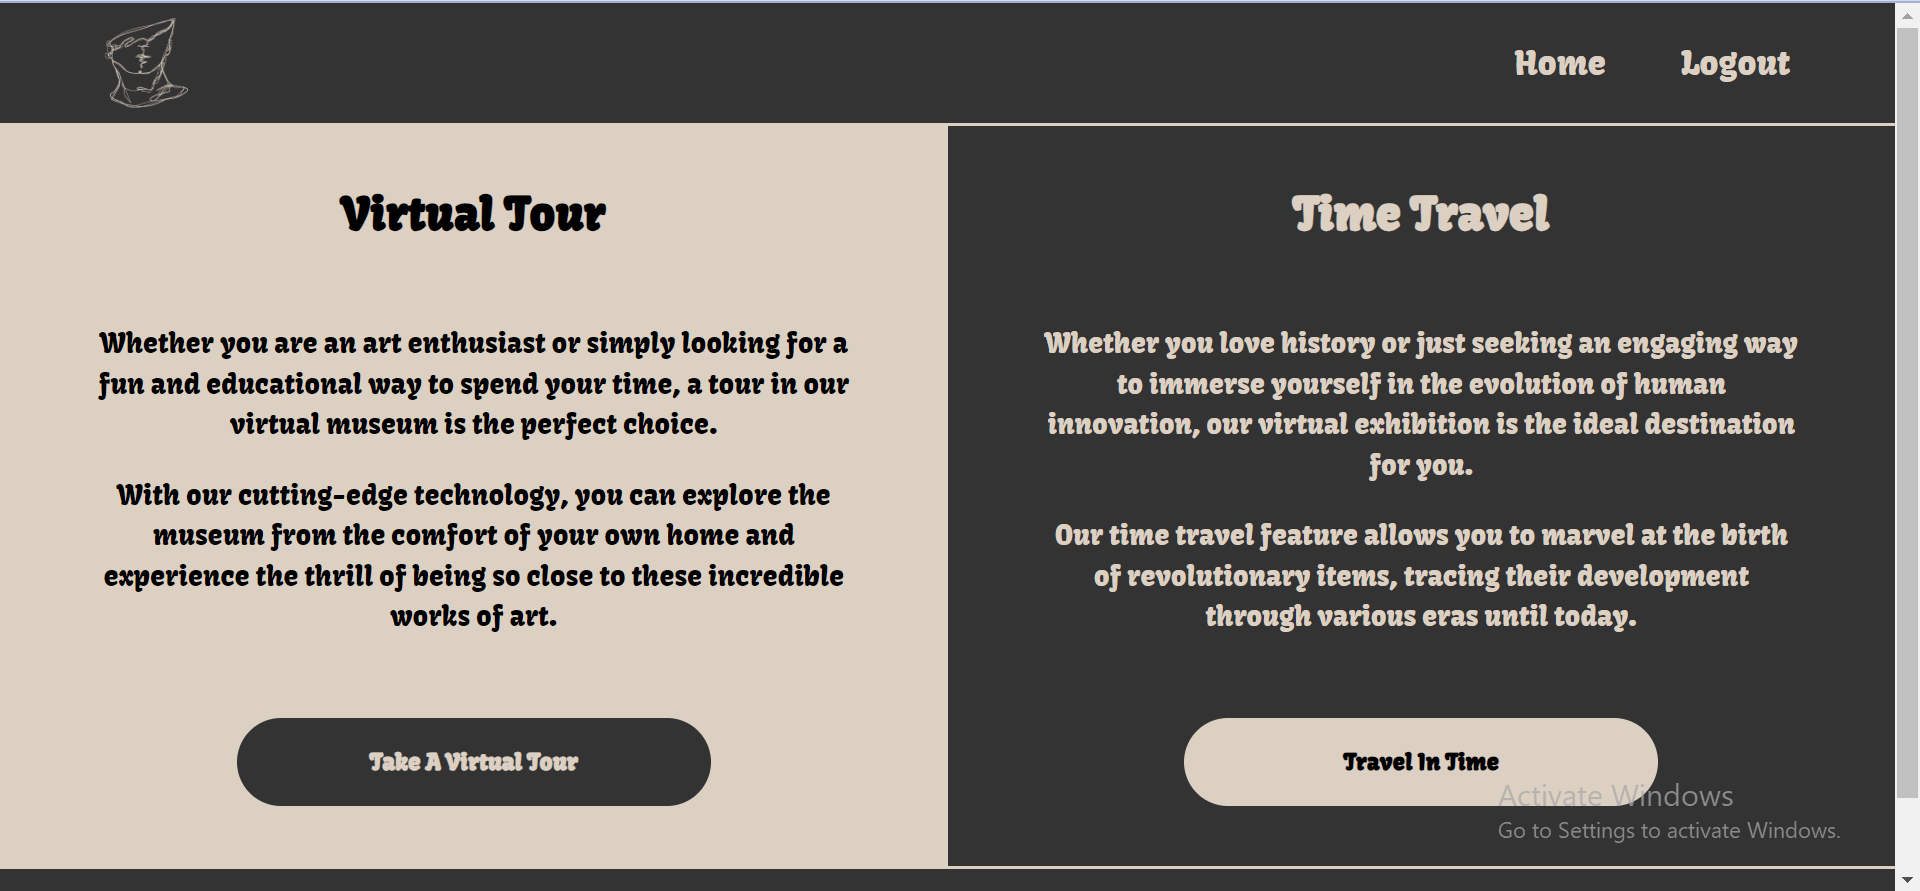 Home Logout
Virtual Tour
Whether you are an art enthusiast or simply looking for a
fun and educational way to spend your time, a tour in our
virtual museum is the perfect choice.
With our cutting-edge technology, you can explore the
museum from the comfort of your own home and
experience the thrill of being so close to these incredible
works of art.
Take A Virtual Tour
Time Travel
Whether you love history or just seeking an engaging way
to immerse yourself in the evolution of human
innovation, our virtual exhibition is the ideal destination
for you.
Our time travel feature allows you to marvel at the birth
of revolutionary items, tracing their development
through various eras until today.
Travel In Time
Activate Windows
Go to Settings to activate Windows.